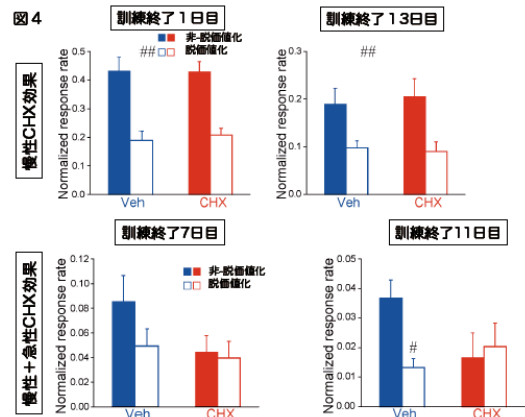 図4
訓練終了1日目
訓練終了13日目
慢性CHX効果
Normalized response rate
0.5
0.4
0.3
0.2
0.1
0.0
##
非-脱価値化
脱価値化
Veh
CHX
Normalized response rate
0.3
0.2
0.1
0.0
##
Veh
CHX
訓練終了7日目
訓練終了11日目
慢性+急性CHX効果
Normalized response rate
0.12
0.10
0.08
0.06
0.04
0.02
0.00
非-脱価値化
脱価値化
Veh
CHX
Normalized response rate
0.05
0.04
0.03
0.02
0.01
0.00
#
Veh
CHX